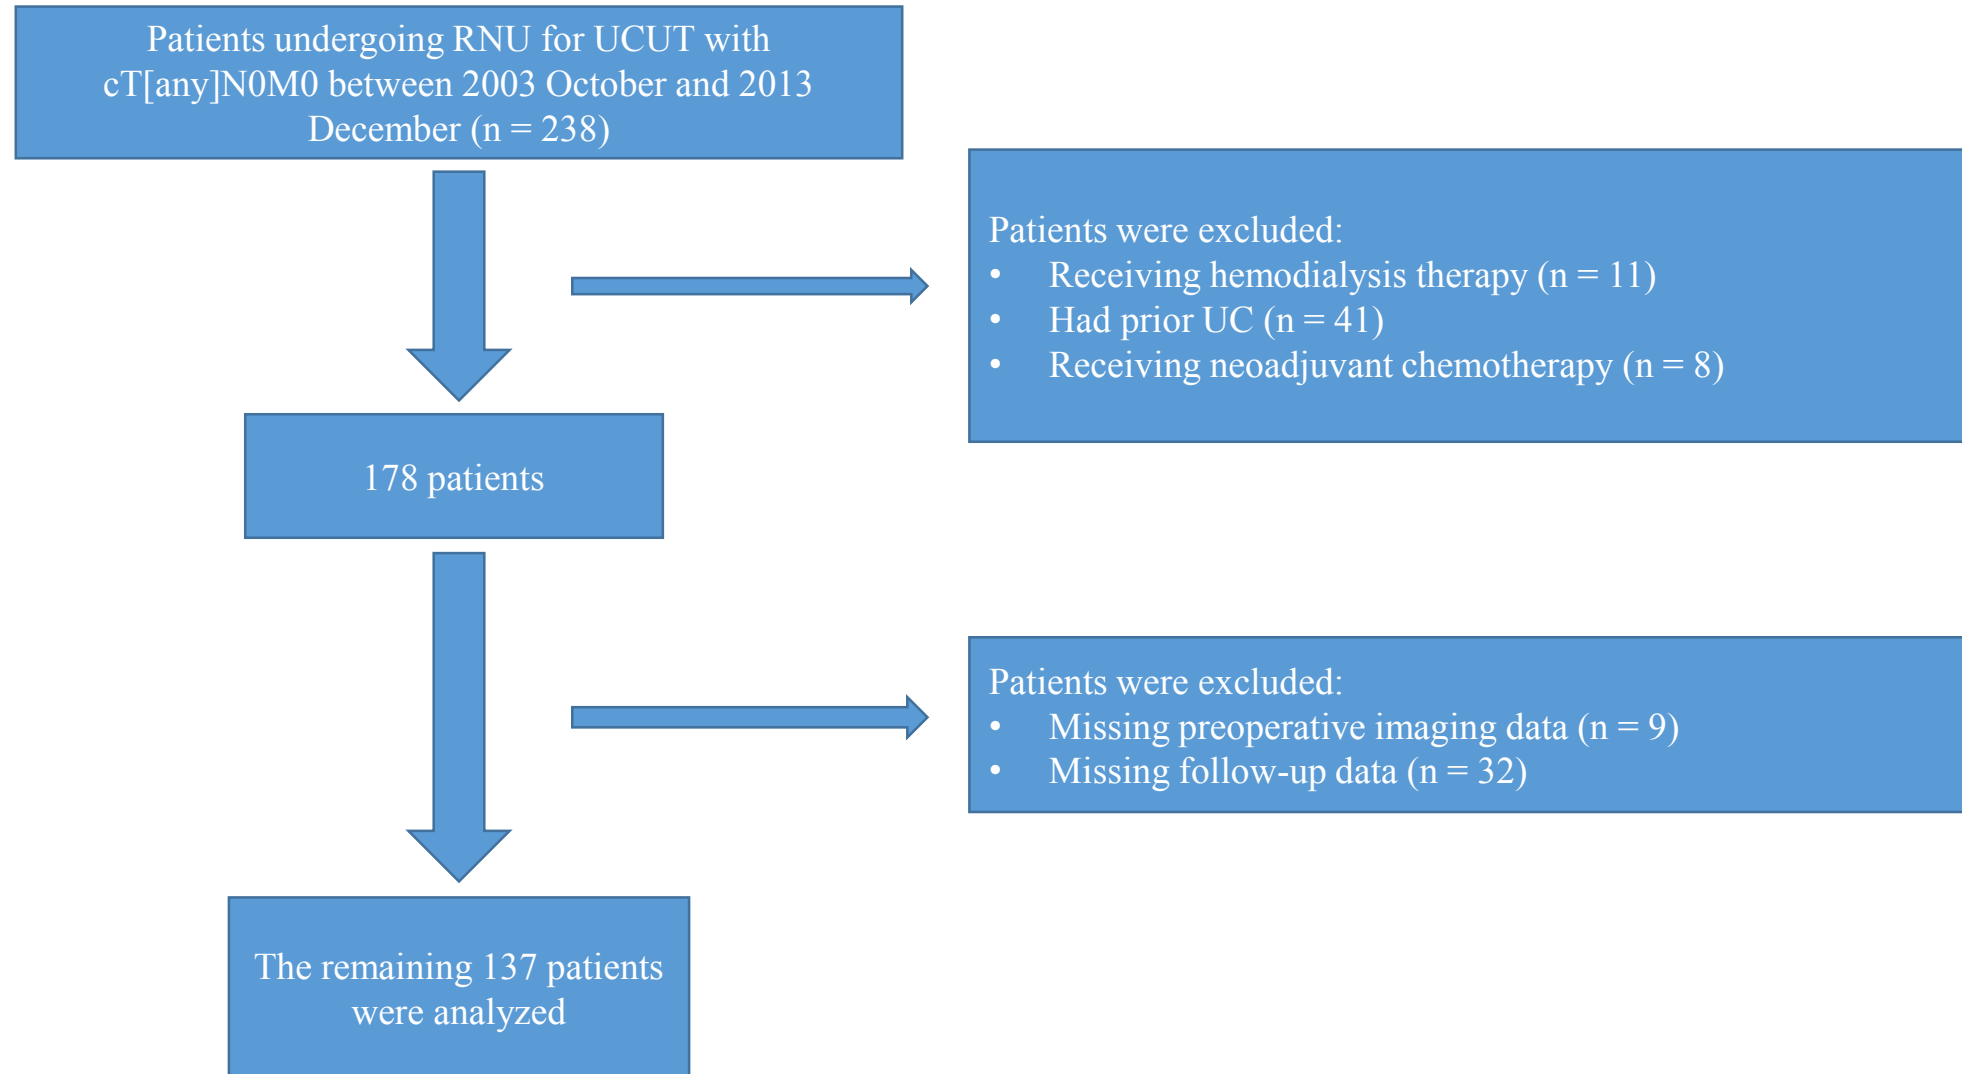 Patients undergoing RNU for UCUT with
cT[any]N0M0 between 2003 October and 2013
December (n = 238)
Patients were excluded:
• Receiving hemodialysis therapy (n = 11)
• Had prior UC (n = 41)
• Receiving neoadjuvant chemotherapy (n = 8)
178 patients
Patients were excluded:
• Missing preoperative imaging data (n = 9)
• Missing follow-up data (n = 32)
The remaining 137 patients
were analyzed